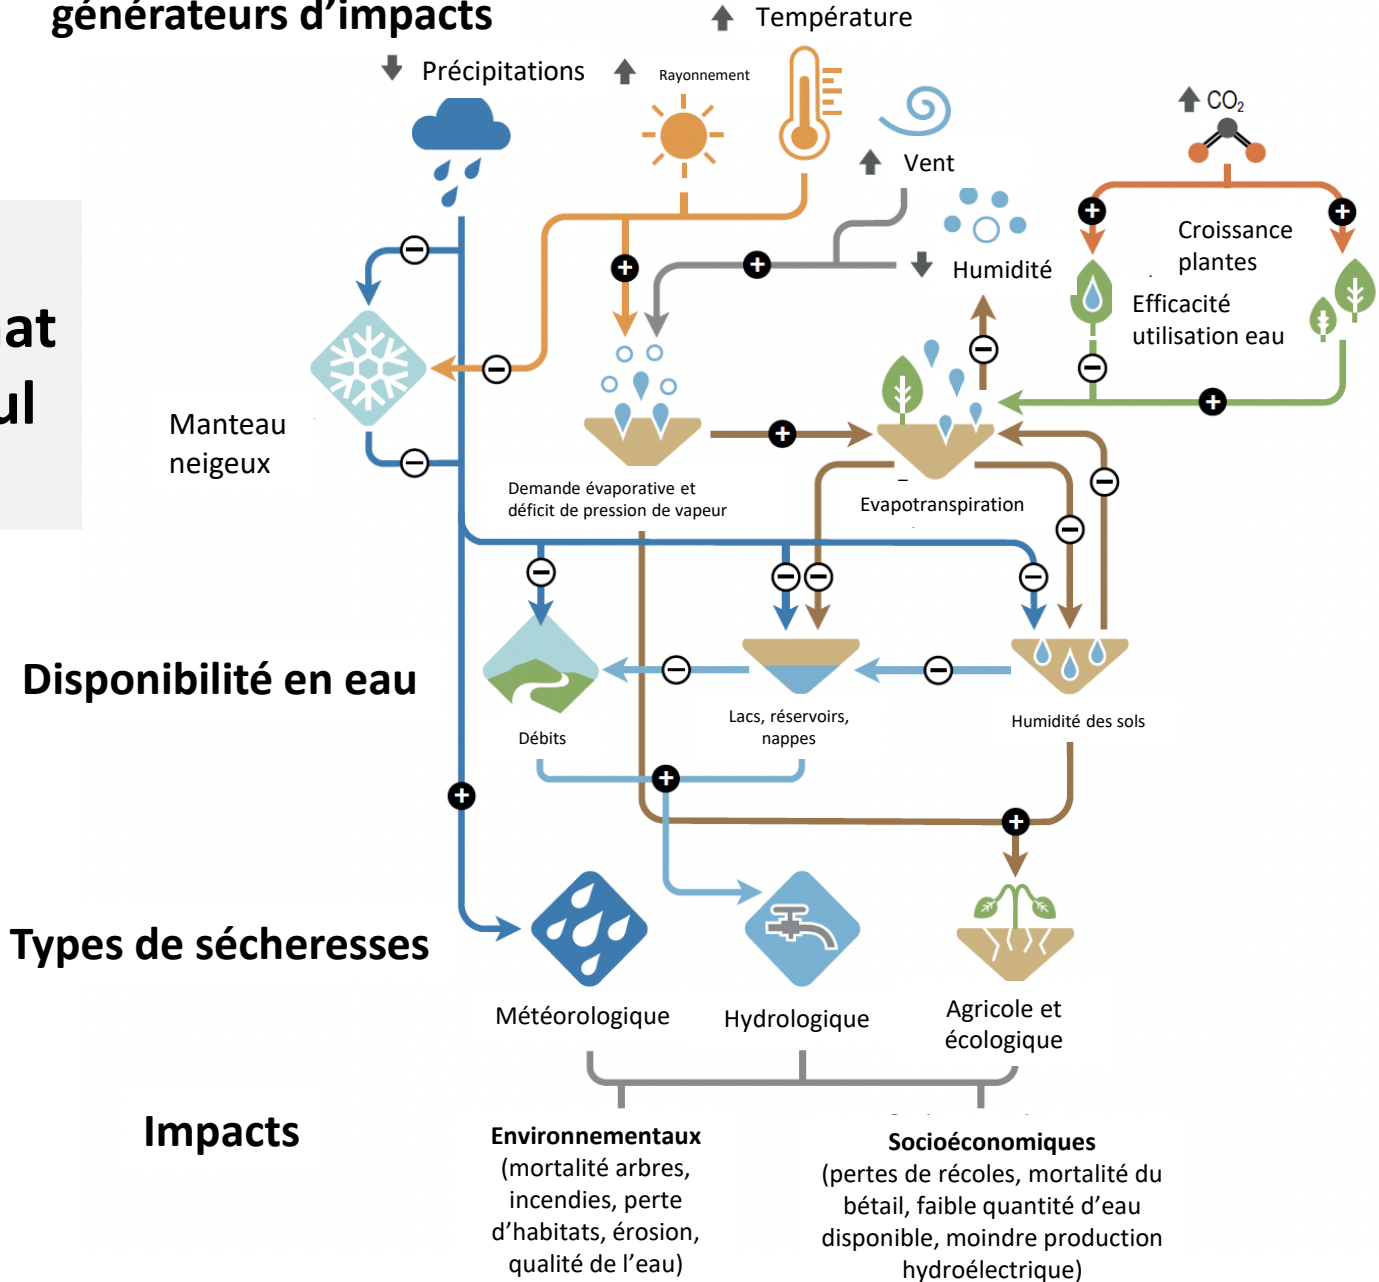 générateurs d’impacts
Température
Précipitations
Rayonnement
CO₂
Vent
Croissance
plantes
Humidité
Efficacité
utilisation eau
Manteau
neigeux
Demande évaporative et
déficit de pression de vapeur
Evapotranspiration
Disponibilité en eau
Débits
Lacs, réservoirs,
nappes
Humidité des sols
Types de sécheresses
Météorologique
Hydrologique
Agricole et
écologique
Impacts
Environnementaux
(mortalité arbres,
incendies, perte
d’habitats, érosion,
qualité de l’eau)
Socioéconomiques
(pertes de récoles, mortalité du
bétail, faible quantité d’eau
disponible, moindre production
hydroélectrique)